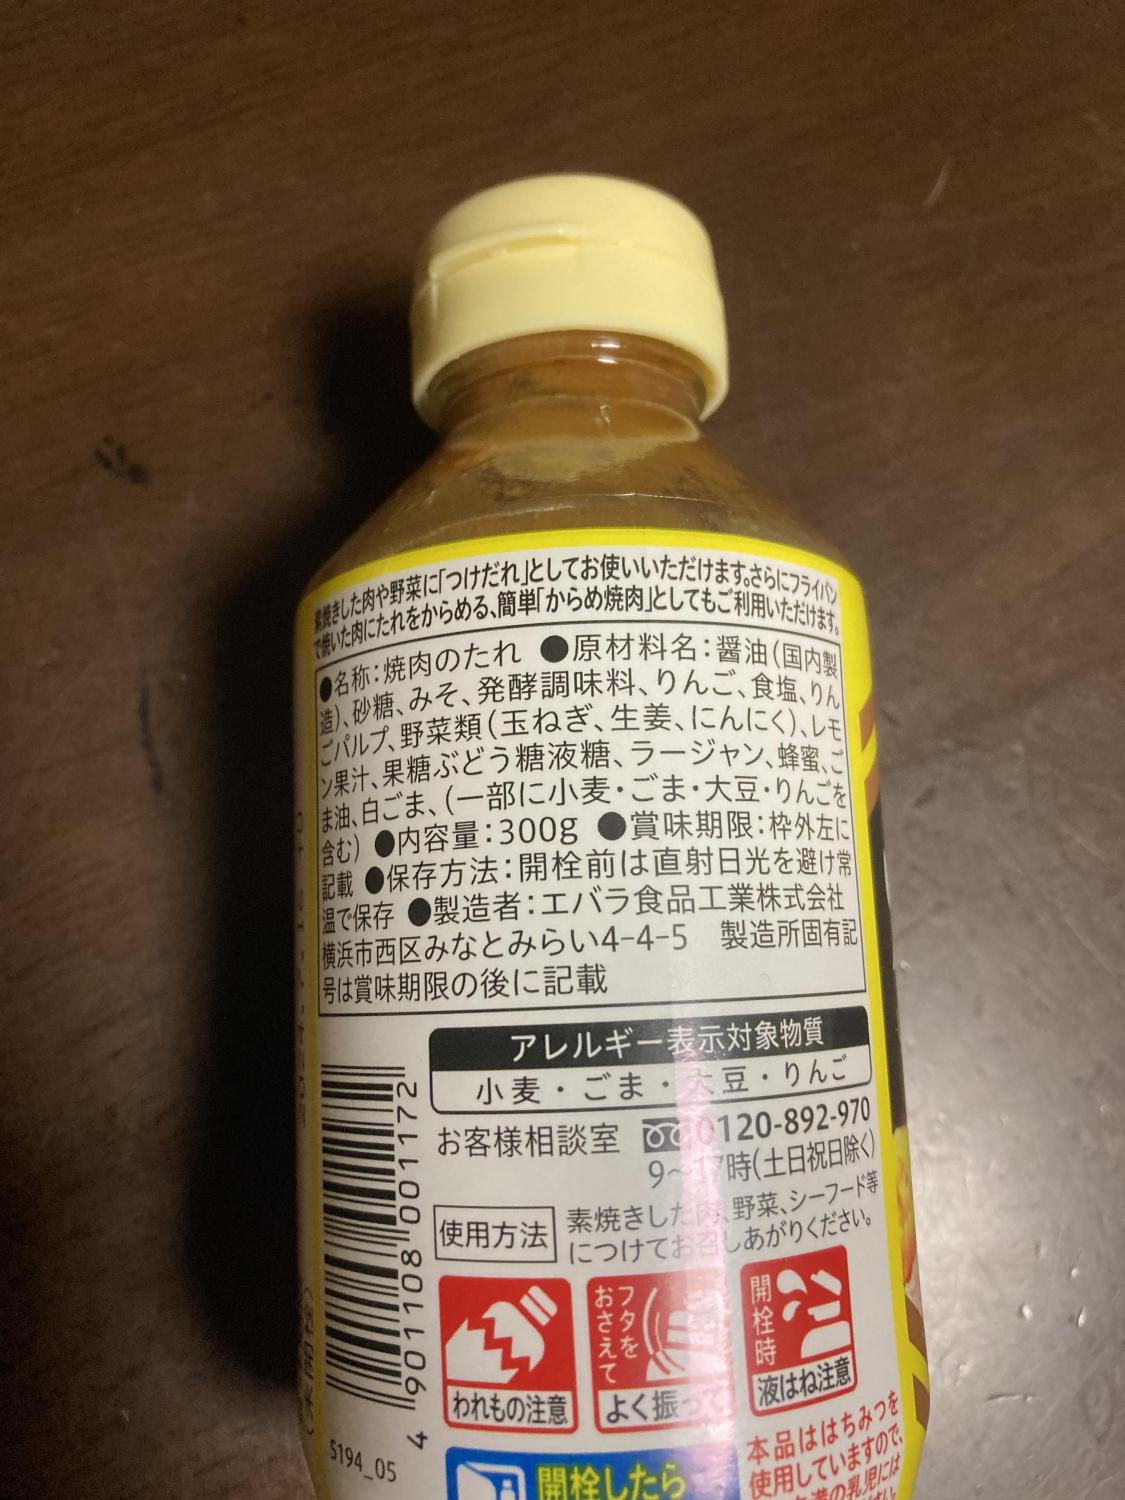 素焼きした肉や野菜に「つけだれ」としてお使いいただけます。さらにフライパン
で焼いた肉にたれをからめる、簡単「からめ焼肉」としてもご利用いただけます。
●名称：焼肉のたれ ●原材料名：醤油（国内製
造）、砂糖、みそ、発酵調味料、りんご、食塩、りん
ごパルプ、野菜類（玉ねぎ、生姜、にんにく）、レモ
ン果汁、果糖ぶどう糖液糖、ラージャン、蜂蜜、ご
ま油、白ごま、（一部に小麦・ごま・大豆・りんごを
含む） ●内容量：300g ●賞味期限：枠外左に
記載 ●保存方法：開栓前は直射日光を避け常
温で保存 ●製造者：エバラ食品工業株式会社
横浜市西区みなとみらい4-4-5 製造所固有記
号は賞味期限の後に記載
アレルギー表示対象物質
小麦・ごま・大豆・りんご
お客様相談室 0120-892-970
9〜17時（土日祝日除く）
使用方法
素焼きした肉、野菜、シーフード等
につけてお召しあがりください。
われもの注意
フタを
おさえて
よく振って
開栓時
液はね注意
4 901108 001172
5194_05
開栓したら
本品ははちみつを
使用していますので、
満の乳児には